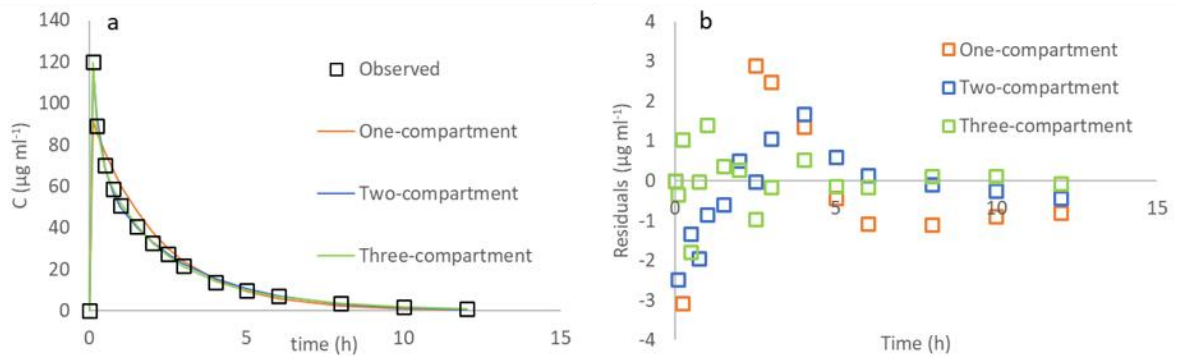 a
C (µg ml⁻¹)
140
120
100
80
60
40
20
0
0
5
10
15
time (h)
Observed
One-compartment
Two-compartment
Three-compartment
b
Residuals (µg ml⁻¹)
4
3
2
1
0
-1
-2
-3
-4
0
5
10
15
Time (h)
One-compartment
Two-compartment
Three-compartment